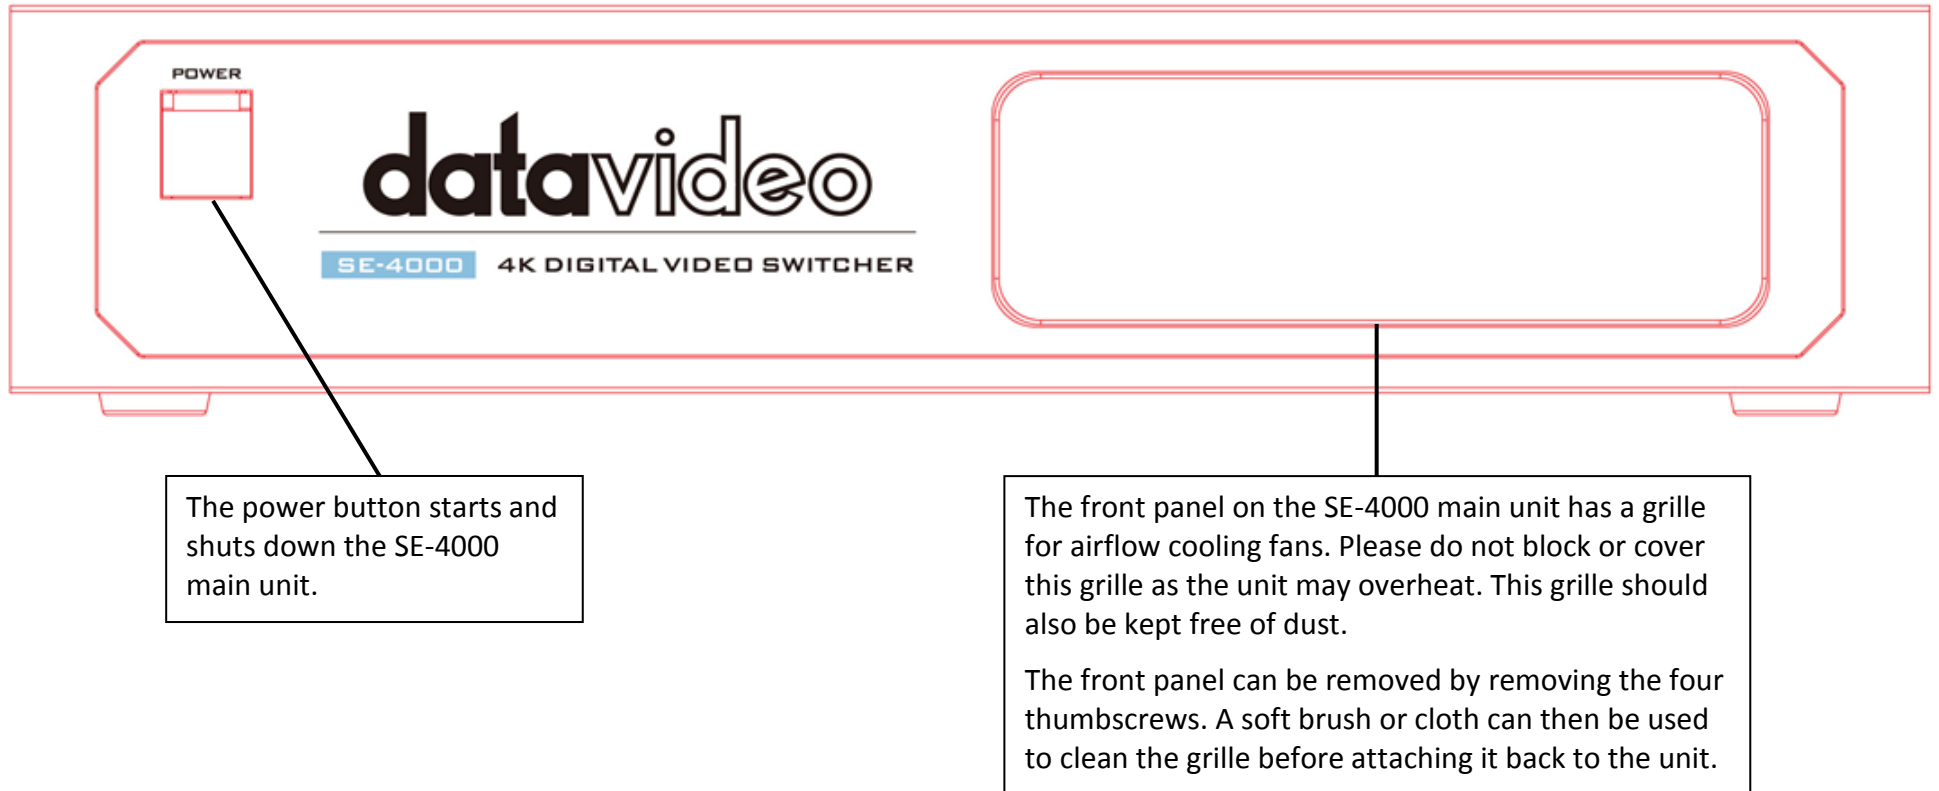 POWER
datavideo
SE-4000 4K DIGITAL VIDEO SWITCHER
The power button starts and
shuts down the SE-4000
main unit.
The front panel on the SE-4000 main unit has a grille
for airflow cooling fans. Please do not block or cover
this grille as the unit may overheat. This grille should
also be kept free of dust.
The front panel can be removed by removing the four
thumbscrews. A soft brush or cloth can then be used
to clean the grille before attaching it back to the unit.